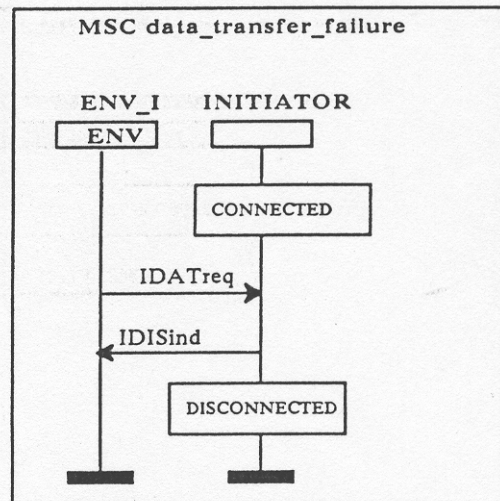 MSC data_transfer_failure
ENV_I INITIATOR
ENV
CONNECTED
IDATreq
IDISind
DISCONNECTED